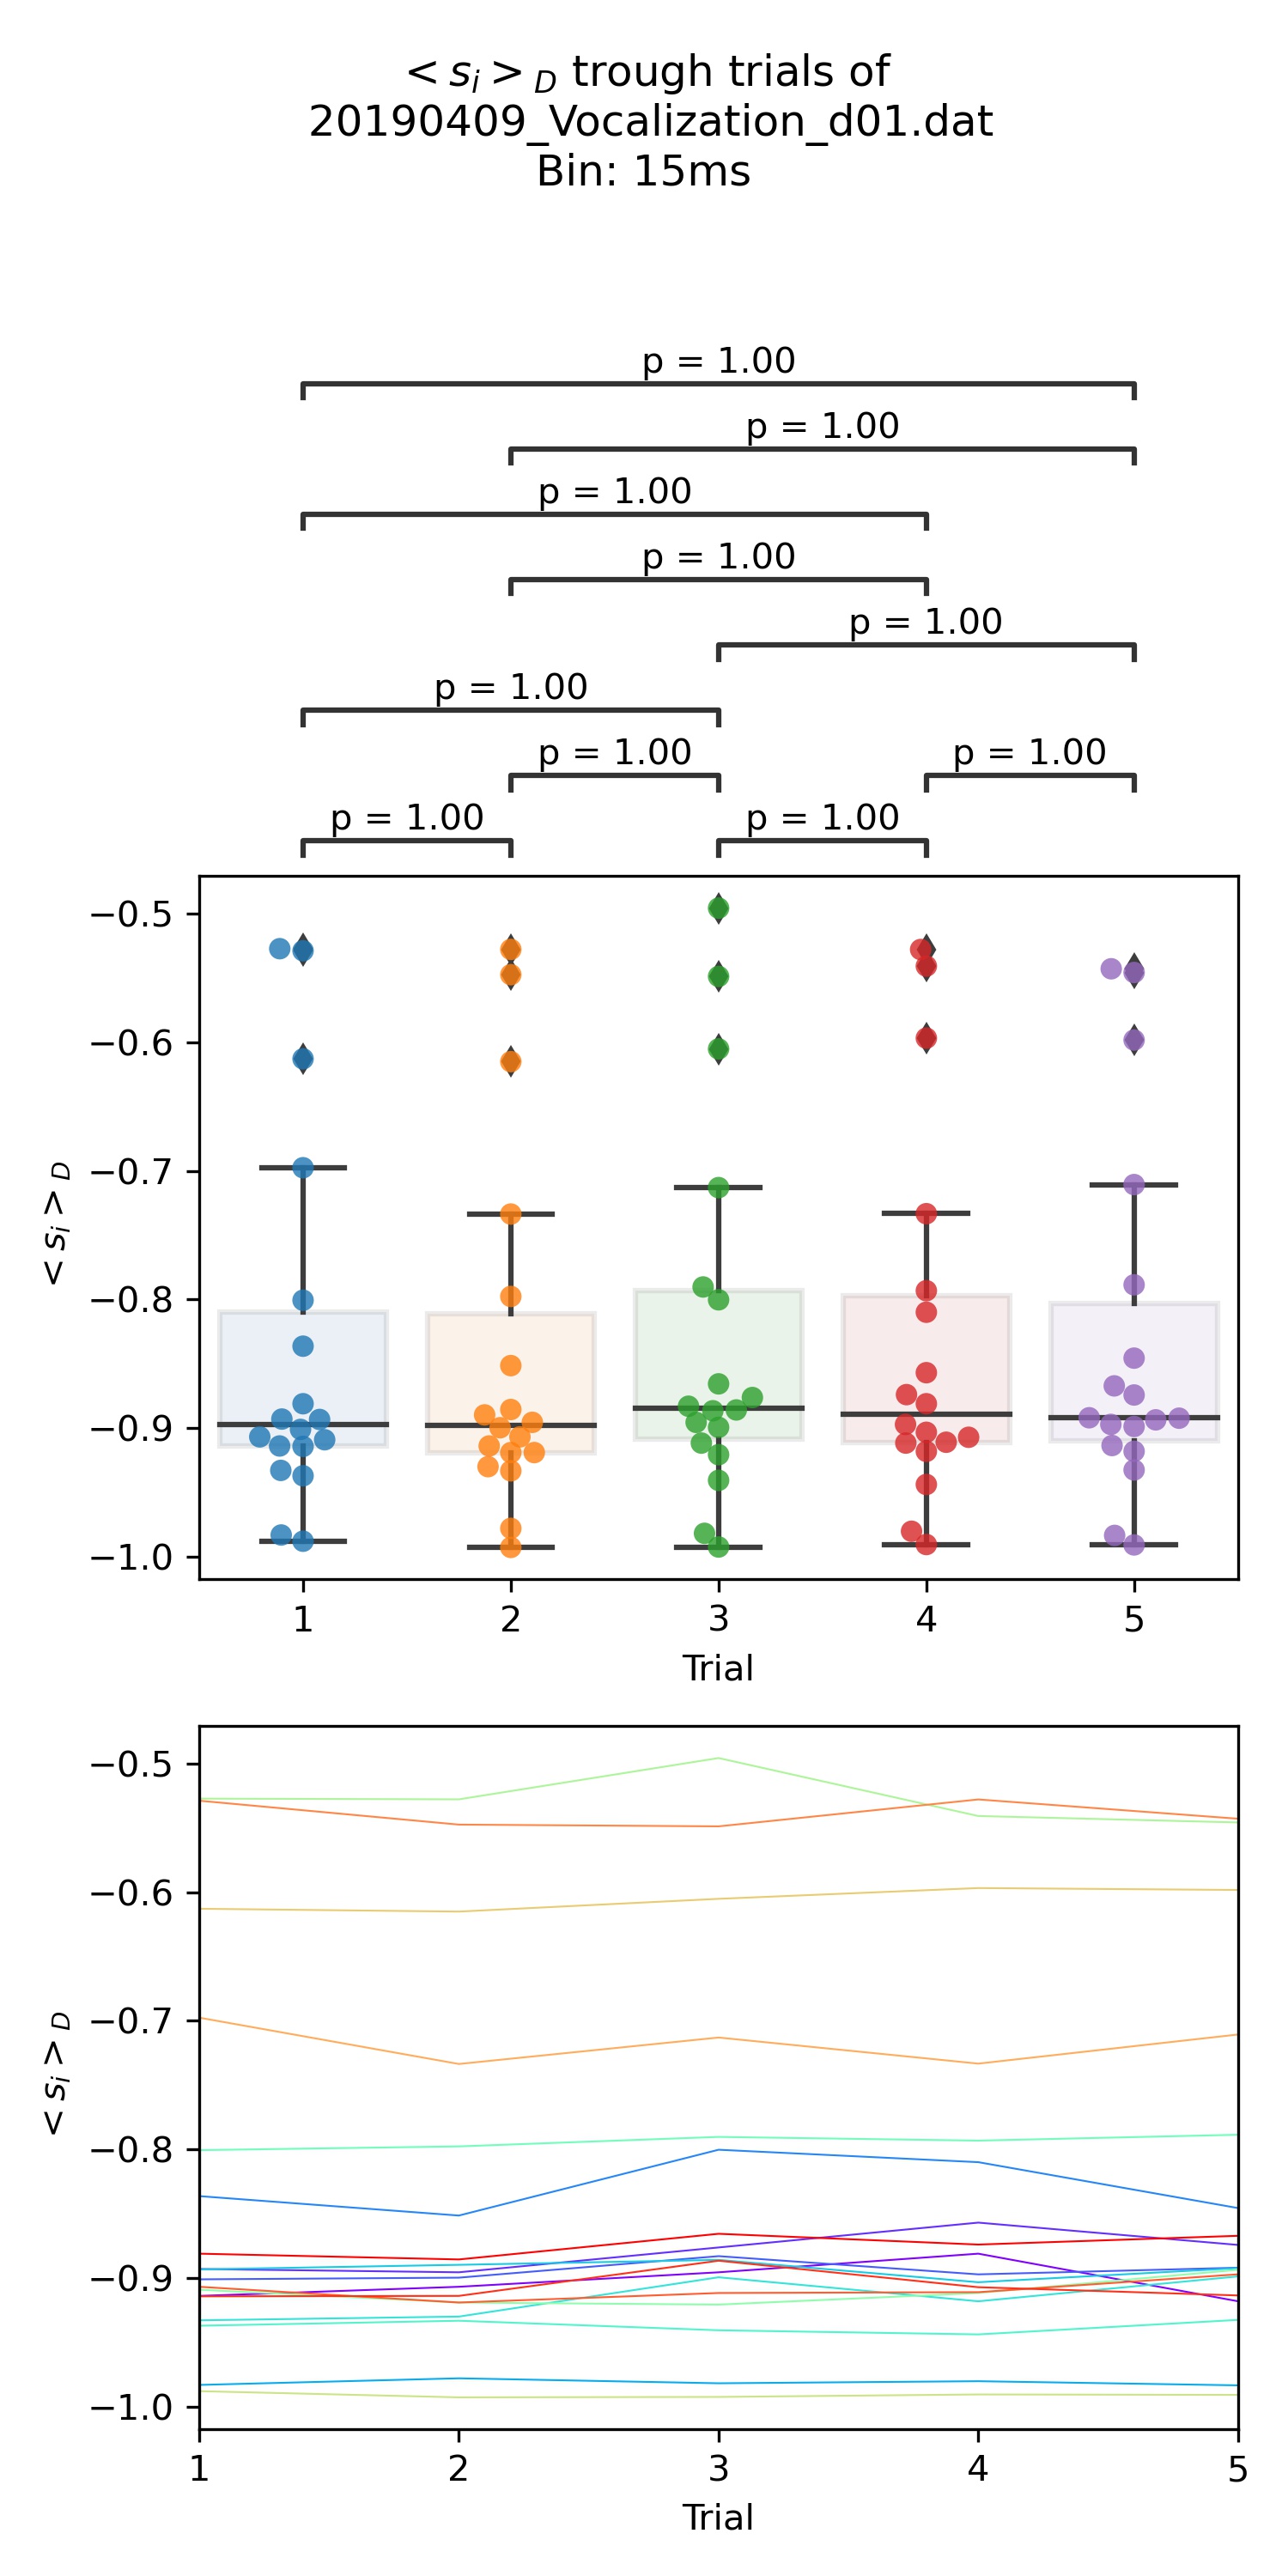 < s_i >_D trough trials of
20190409_Vocalization_d01.dat
Bin: 15ms
p = 1.00
p = 1.00
p = 1.00
p = 1.00
p = 1.00
p = 1.00
p = 1.00 p = 1.00
p = 1.00 p = 1.00
−0.5
−0.6
−0.7
−0.8
−0.9
−1.0
< s_i >_D
1 2 3 4 5
Trial
−0.5
−0.6
−0.7
−0.8
−0.9
−1.0
< s_i >_D
1 2 3 4 5
Trial